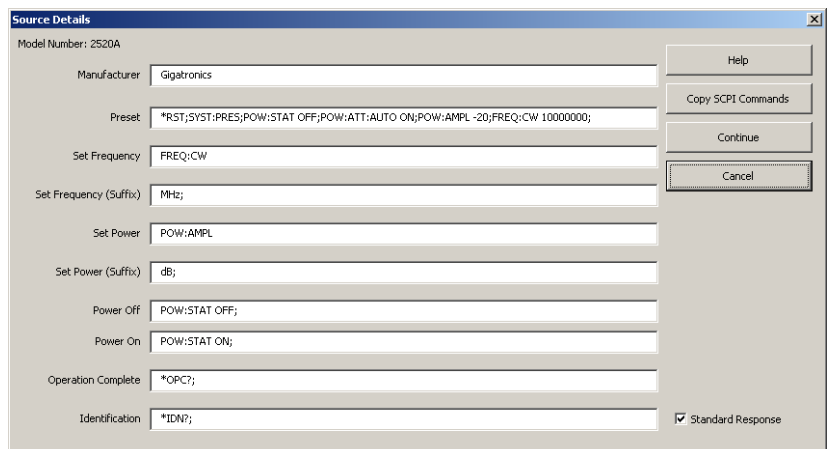 Source Details
Model Number: 2520A
Manufacturer Gigatronics
Preset *RST;SYST:PRES;POW:STAT OFF;POW:ATT:AUTO ON;POW:AMPL -20;FREQ:CW 10000000;
Set Frequency FREQ:CW
Set Frequency (Suffix) MHz;
Set Power POW:AMPL
Set Power (Suffix) dB;
Power Off POW:STAT OFF;
Power On POW:STAT ON;
Operation Complete *OPC?;
Identification *IDN?;
Help
Copy SCPI Commands
Continue
Cancel
Standard Response